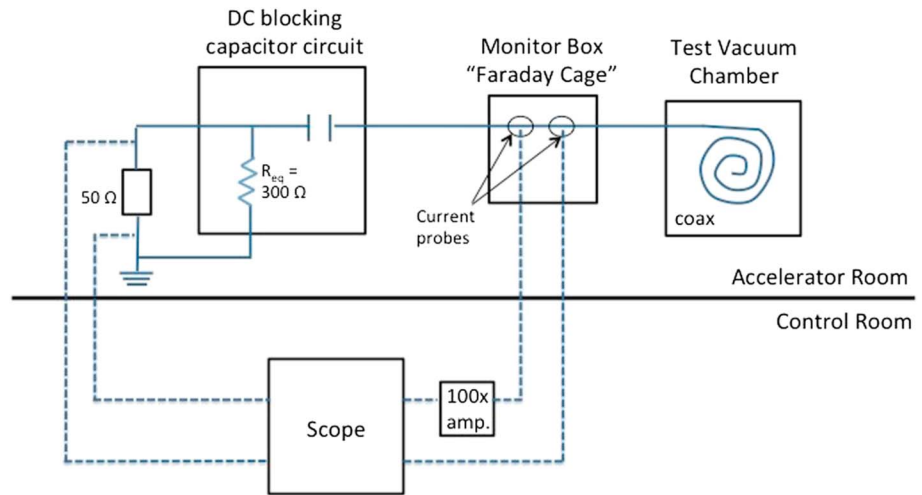 DC blocking
capacitor circuit
Monitor Box
“Faraday Cage”
Test Vacuum
Chamber
50 Ω
Req =
300 Ω
Current
probes
coax
Accelerator Room
Control Room
Scope
100x
amp.